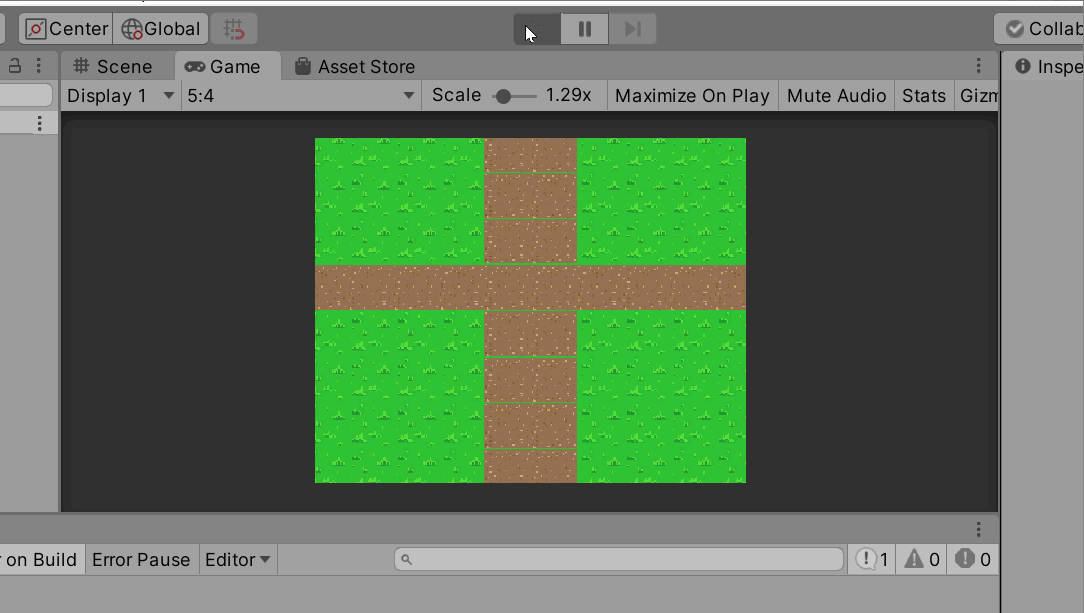 Center Global Collab
Scene Game Asset Store Inspe
Display 1 5:4 Scale 1.29x Maximize On Play Mute Audio Stats Gizm
r on Build Error Pause Editor 1 0 0